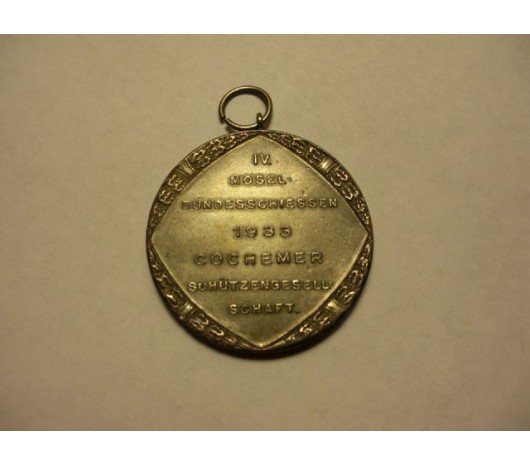 IV.
MOSEL-
BUNDESSCHIESSEN
1933
COCHEMER
SCHÜTZENGESELL
SCHAFT.